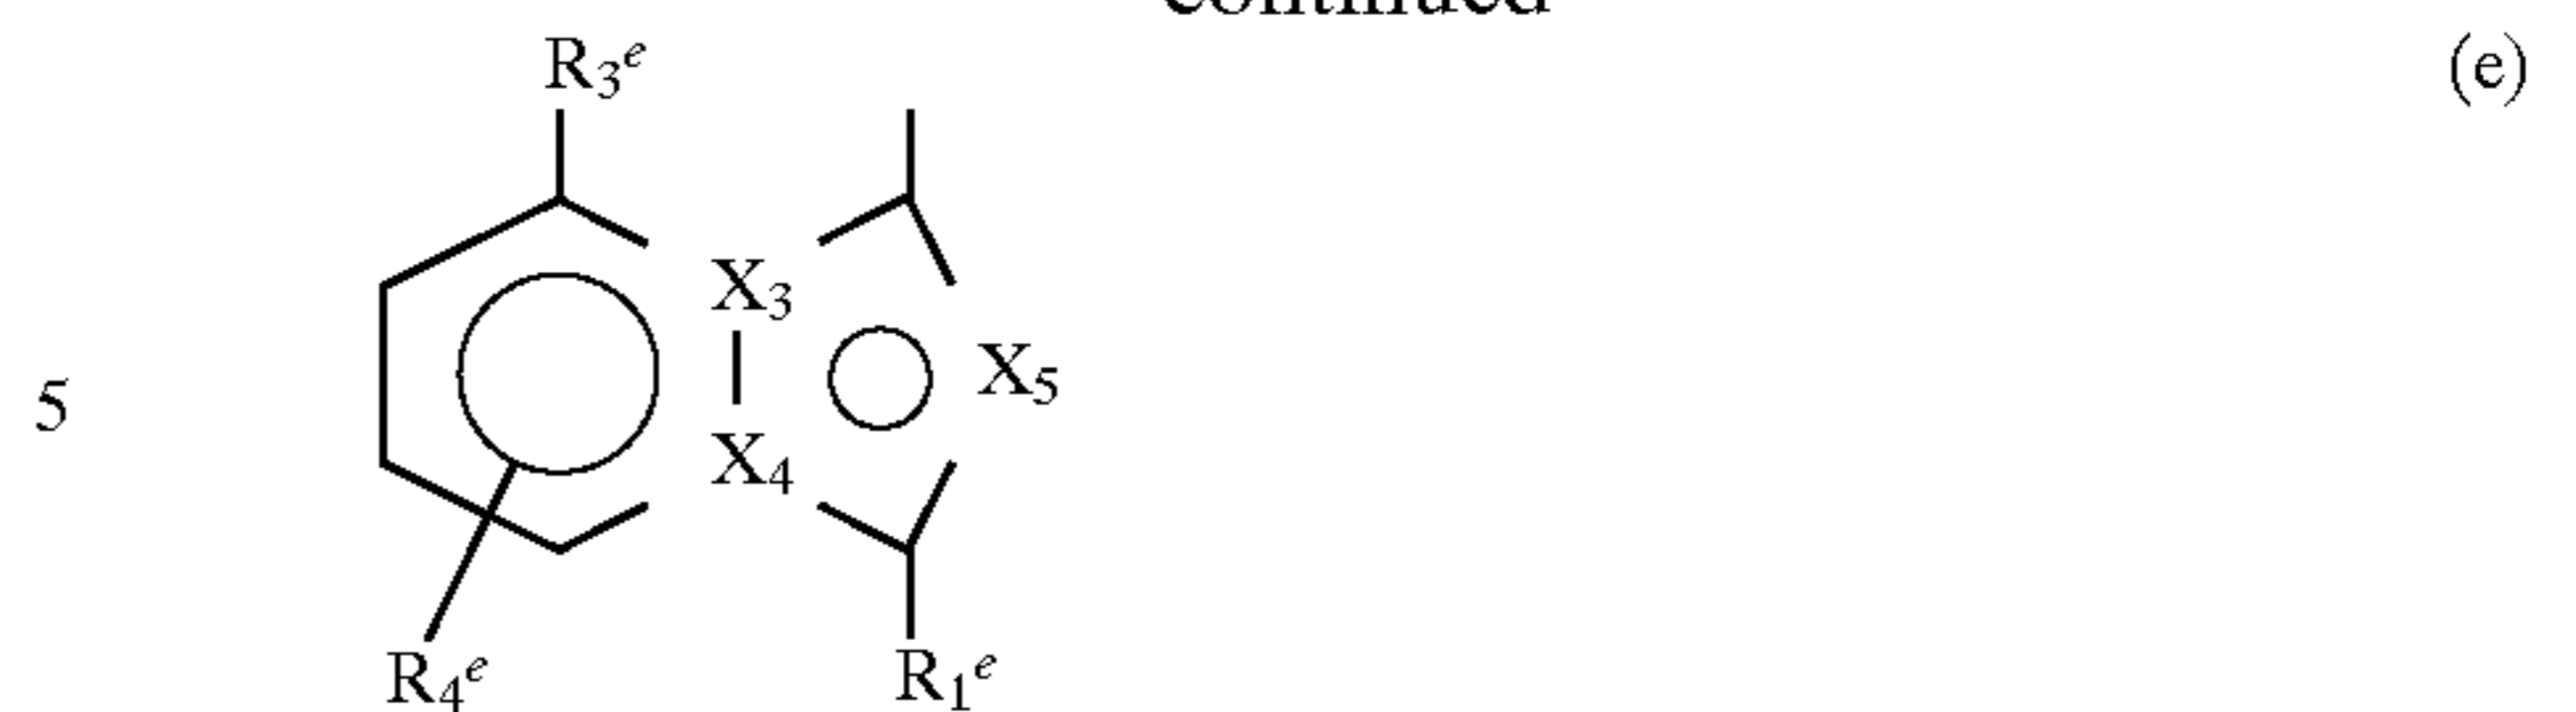 continued
R₃ᵉ (e)
X₃
5 X₅
X₄
R₄ᵉ R₁ᵉ